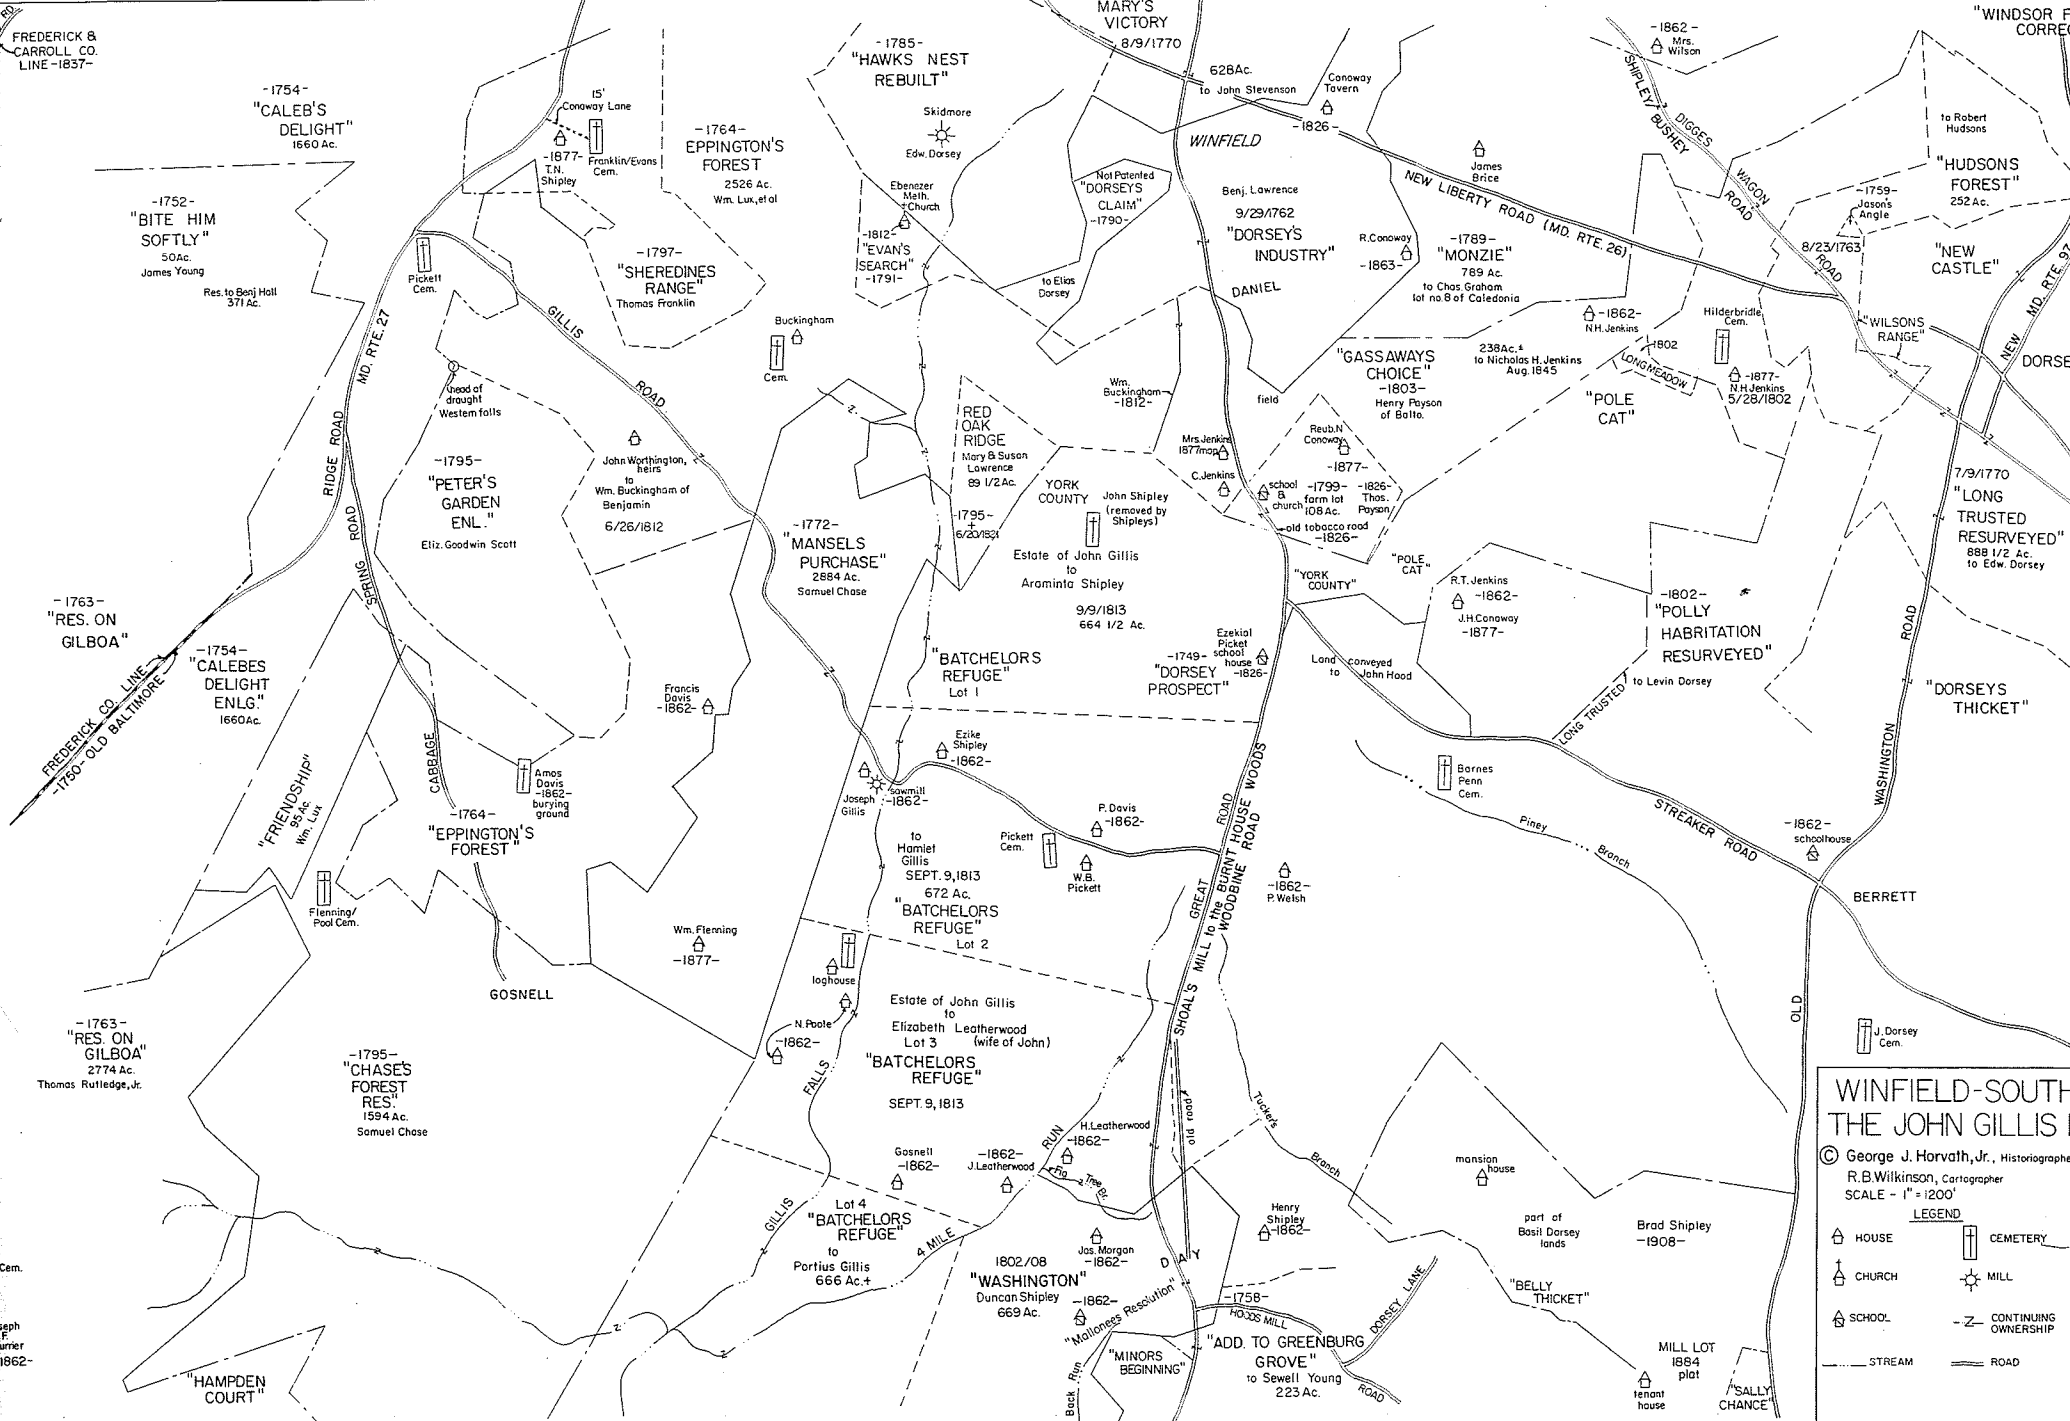 RD.
FREDERICK &
CARROLL CO.
LINE-1837-
-1754-
"CALEB'S
DELIGHT"
1660 Ac.
-1752-
"BITE HIM
SOFTLY"
50Ac.
James Young
Res. to Benj Hall
371 Ac.
15'
Conaway Lane
-1877-
T.N.
Shipley
Franklin/Evans
Cem.
Pickett
Cem.
-1764-
EPPINGTON'S
FOREST
2526 Ac.
Wm. Lux, et al
-1797-
"SHEREDINES
RANGE"
Thomas Franklin
-1785-
"HAWKS NEST
REBUILT"
Skidmore
Edw. Dorsey
Ebenezer
Meth.
Church
-1812-
"EVAN'S
SEARCH"
-1791-
MARY'S
VICTORY
8/9/1770
628Ac.
to John Stevenson
Conoway
Tavern
-1826-
WINFIELD
Not Patented
"DORSEYS
CLAIM"
-1790-
to Elias
Dorsey
Benj. Lawrence
9/29/1762
"DORSEY'S
INDUSTRY"
DANIEL
James
Brice
NEW LIBERTY ROAD (MD. RTE. 26)
R.Conoway
-1863-
-1789-
"MONZIE"
789 Ac.
to Chas. Graham
lot no.8 of Caledonia
-1862-
Mrs.
Wilson
SHIPLEY/BUSHEY
DIGGES
WAGON
ROAD
ROAD
"WINDSOR F
CORREC
to Robert
Hudsons
"HUDSONS
FOREST"
252Ac.
-1759-
Jason's
Angle
8/23/1763
"NEW
CASTLE"
NEW MD. RTE. 97
"WILSONS
RANGE"
DORSE
-1862-
N.H. Jenkins
Hilderbridle
Cem.
-1802
LONG MEADOW
-1877-
N.H. Jenkins
5/28/1802
"POLE
CAT"
238Ac.±
to Nicholas H. Jenkins
Aug. 1845
"GASSAWAYS
CHOICE"
-1803-
Henry Payson
of Balto.
field
Wm.
Buckingham
-1812-
Buckingham
Cem.
GILLIS
ROAD
MD. RTE. 27
RIDGE ROAD
head of
draught
Western falls
-1795-
"PETER'S
GARDEN
ENL."
Eliz. Goodwin Scott
John Worthington,
heirs
to
Wm. Buckingham of
Benjamin
6/26/1812
-1772-
"MANSELS
PURCHASE"
2884 Ac.
Samuel Chase
RED
OAK
RIDGE
Mary & Susan
Lawrence
89 1/2 Ac.
-1795-
+
6/20/1821
YORK
COUNTY
John Shipley
(removed by
Shipleys)
Estate of John Gillis
to
Araminta Shipley
9/9/1813
664 1/2 Ac.
Mrs. Jenkins
1877map
C. Jenkins
school
&
church
Reub. N
Conoway
-1877-
-1799-
farm lot
108 Ac.
-1826-
Thos.
Payson
old tobacco road
-1826-
"YORK
COUNTY"
"POLE
CAT"
R.T. Jenkins
-1862-
J.H. Conoway
-1877-
-1802-
"POLLY
HABRITATION
RESURVEYED"
to Levin Dorsey
LONG TRUSTED
7/9/1770
"LONG
TRUSTED
RESURVEYED"
888 1/2 Ac.
to Edw. Dorsey
"DORSEYS
THICKET"
OLD WASHINGTON ROAD
-1763-
"RES. ON
GILBOA"
FREDERICK CO. LINE
-1750-OLD BALTIMORE
-1754-
"CALEBES
DELIGHT
ENLG."
1660Ac.
CABBAGE SPRING ROAD
"FRIENDSHIP"
95 Ac.
Wm. Lux
Amos
Davis
-1862-
burying
ground
-1764-
"EPPINGTON'S
FOREST"
Flenning/
Pool Cem.
GOSNELL
Francis
Davis
-1862-
"BATCHELORS
REFUGE"
Lot 1
Ezekial
Picket
school
house
-1826-
-1749-
"DORSEY
PROSPECT"
Land conveyed
to John Hood
Ezike
Shipley
-1862-
Joseph
Gillis
sawmill
-1862-
to
Hamlet
Gillis
SEPT. 9, 1813
672 Ac.
"BATCHELORS
REFUGE"
Lot 2
P. Davis
-1862-
Pickett
Cem.
W.B.
Pickett
GREAT ROAD
SHOAL'S MILL to the BURNT HOUSE WOODS
WOODBINE ROAD
-1862-
P. Welsh
Barnes
Penn
Cem.
Piney
Branch
STREAKER ROAD
-1862-
schoolhouse
BERRETT
J. Dorsey
Cem.
Wm. Flenning
-1877-
loghouse
N. Poole
-1862-
Estate of John Gillis
to
Elizabeth Leatherwood
Lot 3 (wife of John)
"BATCHELORS
REFUGE"
SEPT. 9, 1813
-1763-
"RES. ON
GILBOA"
2774 Ac.
Thomas Rutledge, Jr.
-1795-
"CHASE'S
FOREST
RES."
1594 Ac.
Samuel Chase
GILLIS FALLS
Gosnell
-1862-
-1862-
J. Leatherwood
H. Leatherwood
-1862-
4 MILE RUN
Fig Tree Br.
old road
Tucker's
Branch
Lot 4
"BATCHELORS
REFUGE"
to
Portius Gillis
666 Ac.+
1802/08
"WASHINGTON"
Duncan Shipley
669 Ac.
Jas. Morgan
-1862-
-1862-
DAY
"Mallonees Resolution"
Back Run
"MINORS
BEGINNING"
Henry
Shipley
-1862-
-1758-
HOODS MILL
ROAD
DORSEY LANE
"ADD. TO GREENBURG
GROVE"
to Sewell Young
223 Ac.
mansion
house
part of
Basil Dorsey
lands
Brad Shipley
-1908-
"BELLY
THICKET"
MILL LOT
1884
plat
tenant
house
"SALLY
CHANCE"
"HAMPDEN
COURT"
Cem.
seph
F.
urrier
1862-
WINFIELD-SOUTH
THE JOHN GILLIS
© George J. Horvath, Jr., Historiographe
R.B. Wilkinson, Cartographer
SCALE - 1" = 1200'
LEGEND
HOUSE
CEMETERY
CHURCH
MILL
SCHOOL
-Z- CONTINUING
OWNERSHIP
STREAM
ROAD